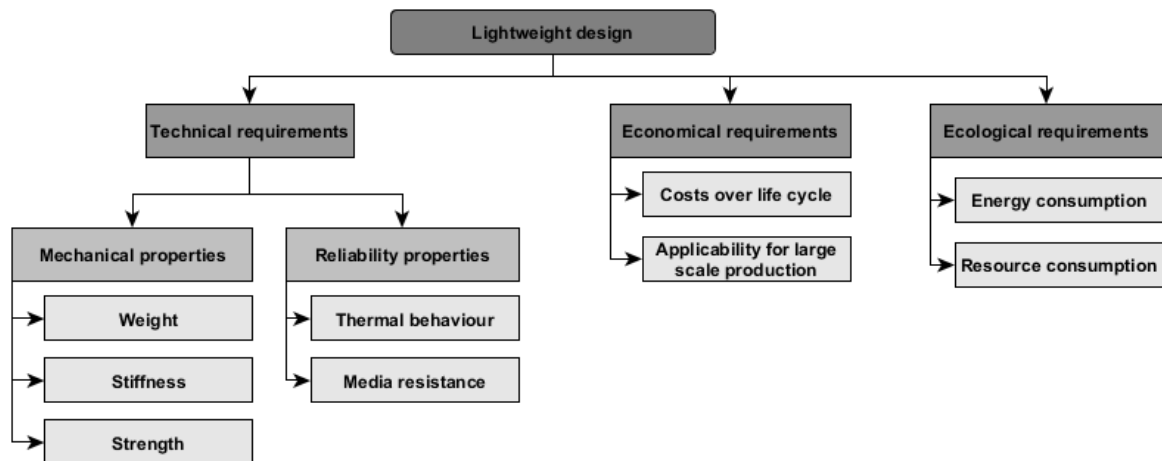 Lightweight design
Technical requirements
Economical requirements
Ecological requirements
Costs over life cycle
Energy consumption
Mechanical properties
Reliability properties
Applicability for large
scale production
Resource consumption
Weight
Thermal behaviour
Stiffness
Media resistance
Strength